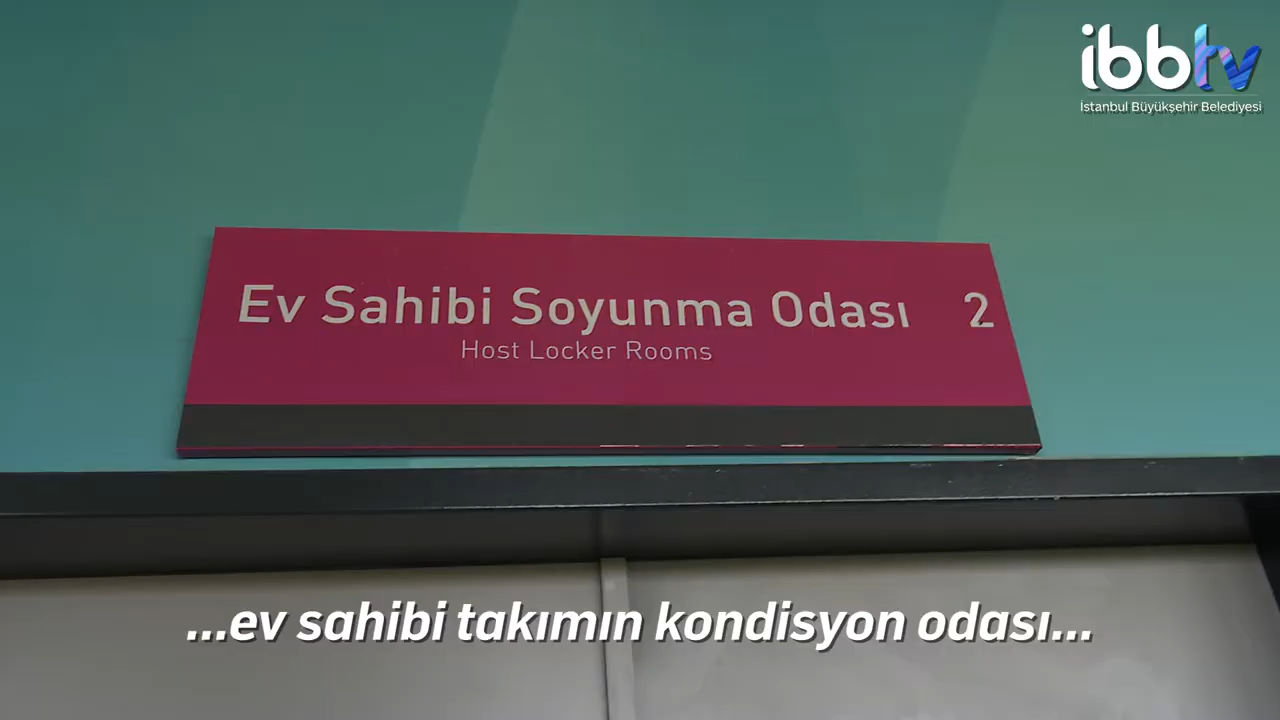 ibbtv
İstanbul Büyükşehir Belediyesi
Ev Sahibi Soyunma Odası 2
Host Locker Rooms
...ev sahibi takımın kondisyon odası...